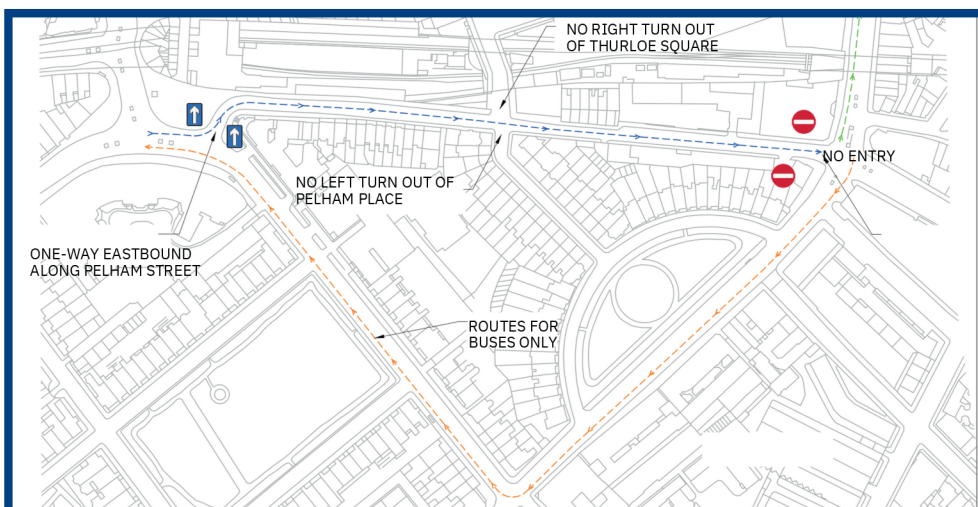 NO RIGHT TURN OUT
OF THURLOE SQUARE
NO ENTRY
NO LEFT TURN OUT OF
PELHAM PLACE
ONE-WAY EASTBOUND
ALONG PELHAM STREET
ROUTES FOR
BUSES ONLY